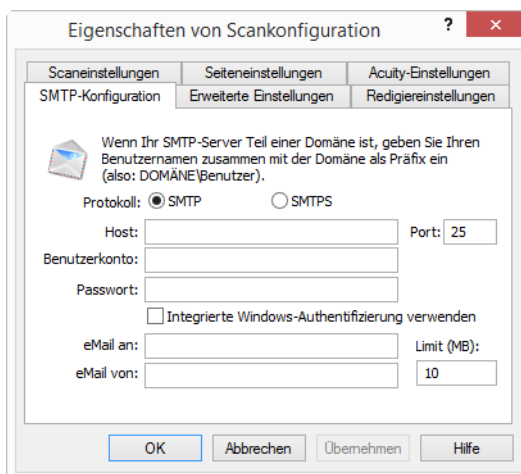 Eigenschaften von Scankonfiguration ? ×
Scaneinstellungen Seiteneinstellungen Acuity-Einstellungen
SMTP-Konfiguration Erweiterte Einstellungen Redigiereinstellungen
Wenn Ihr SMTP-Server Teil einer Domäne ist, geben Sie Ihren
Benutzernamen zusammen mit der Domäne als Präfix ein
(also: DOMÄNE\Benutzer).
Protokoll: SMTP SMTPS
Host: Port: 25
Benutzerkonto:
Passwort:
Integrierte Windows-Authentifizierung verwenden
eMail an: Limit (MB):
eMail von: 10
OK Abbrechen Übernehmen Hilfe